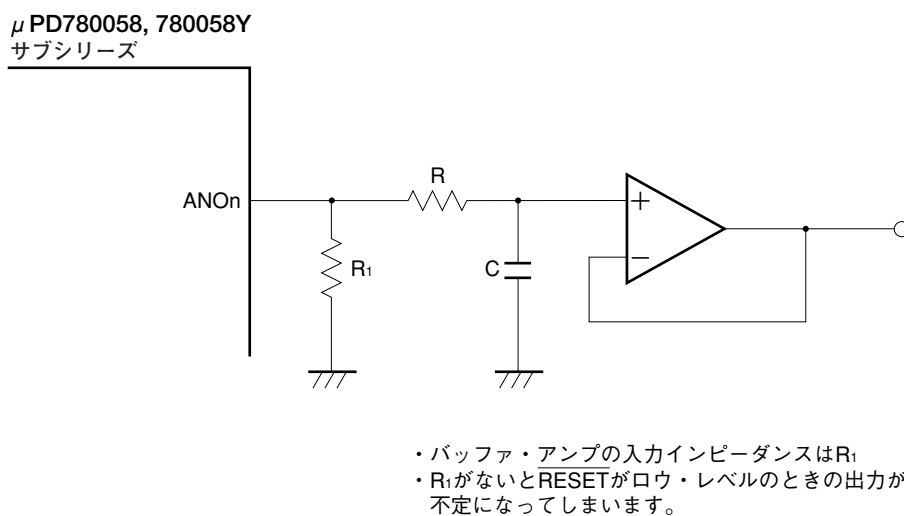 μPD780058, 780058Y
サブシリーズ
ANOn
R
R1
C
+
−
・バッファ・アンプの入力インピーダンスはR1
・R1がないとRESETがロウ・レベルのときの出力が
不定になってしまいます。